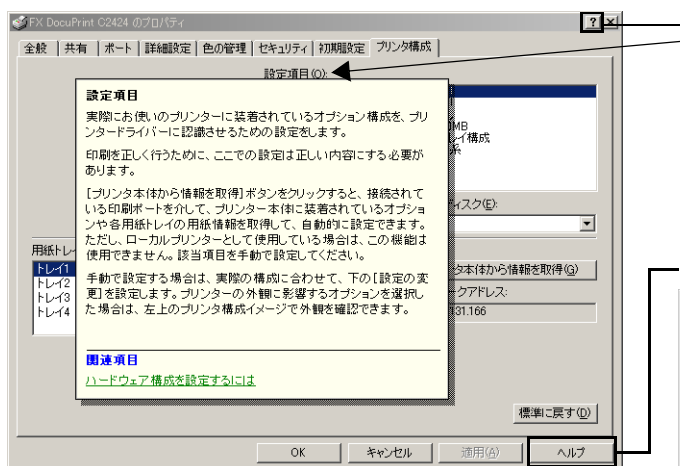 FX DocuPrint C2424 のプロパティ
全般 共有 ポート 詳細設定 色の管理 セキュリティ 初期設定 プリンタ構成
設定項目(O):
設定項目
実際にお使いのプリンターに装着されているオプション構成を、プリ
ンタードライバーに認識させるための設定をします。
印刷を正しく行うために、ここでの設定は正しい内容にする必要が
あります。
[プリンタ本体から情報を取得]ボタンをクリックすると、接続されて
いる印刷ポートを介して、プリンター本体に装着されているオプショ
ンや各用紙トレイの用紙情報を取得して、自動的に設定できます。
ただし、ローカルプリンターとして使用している場合は、この機能は
使用できません。該当項目を手動で設定してください。
手動で設定する場合は、実際の構成に合わせて、下の[設定の変
更]を設定します。プリンターの外観に影響するオプションを選択し
た場合は、左上のプリンタ構成イメージで外観を確認できます。
関連項目
ハードウェア構成を設定するには
MB
レイ構成
系
ィスク(E):
用紙トレ
トレイ1
トレイ2
トレイ3
トレイ4
タ本体から情報を取得(G)
ークアドレス:
131.166
標準に戻す(D)
OK キャンセル 適用(A) ヘルプ